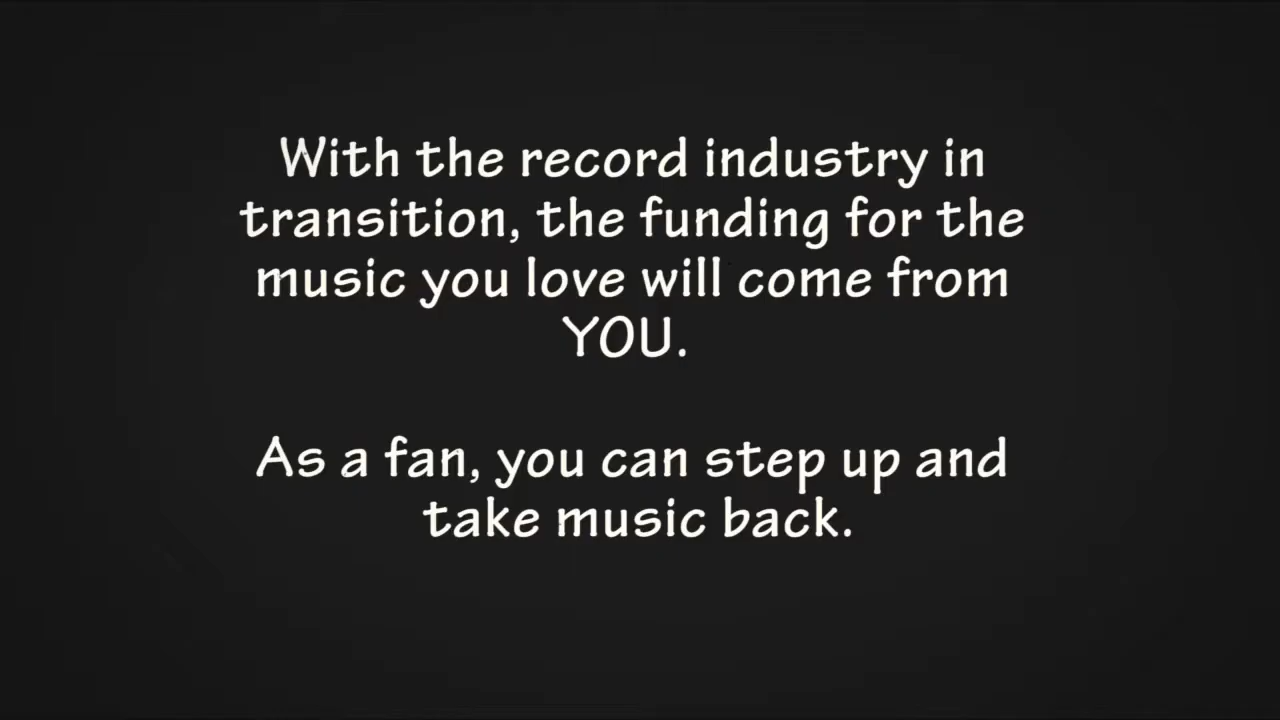 With the record industry in
transition, the funding for the
music you love will come from
YOU.
As a fan, you can step up and
take music back.